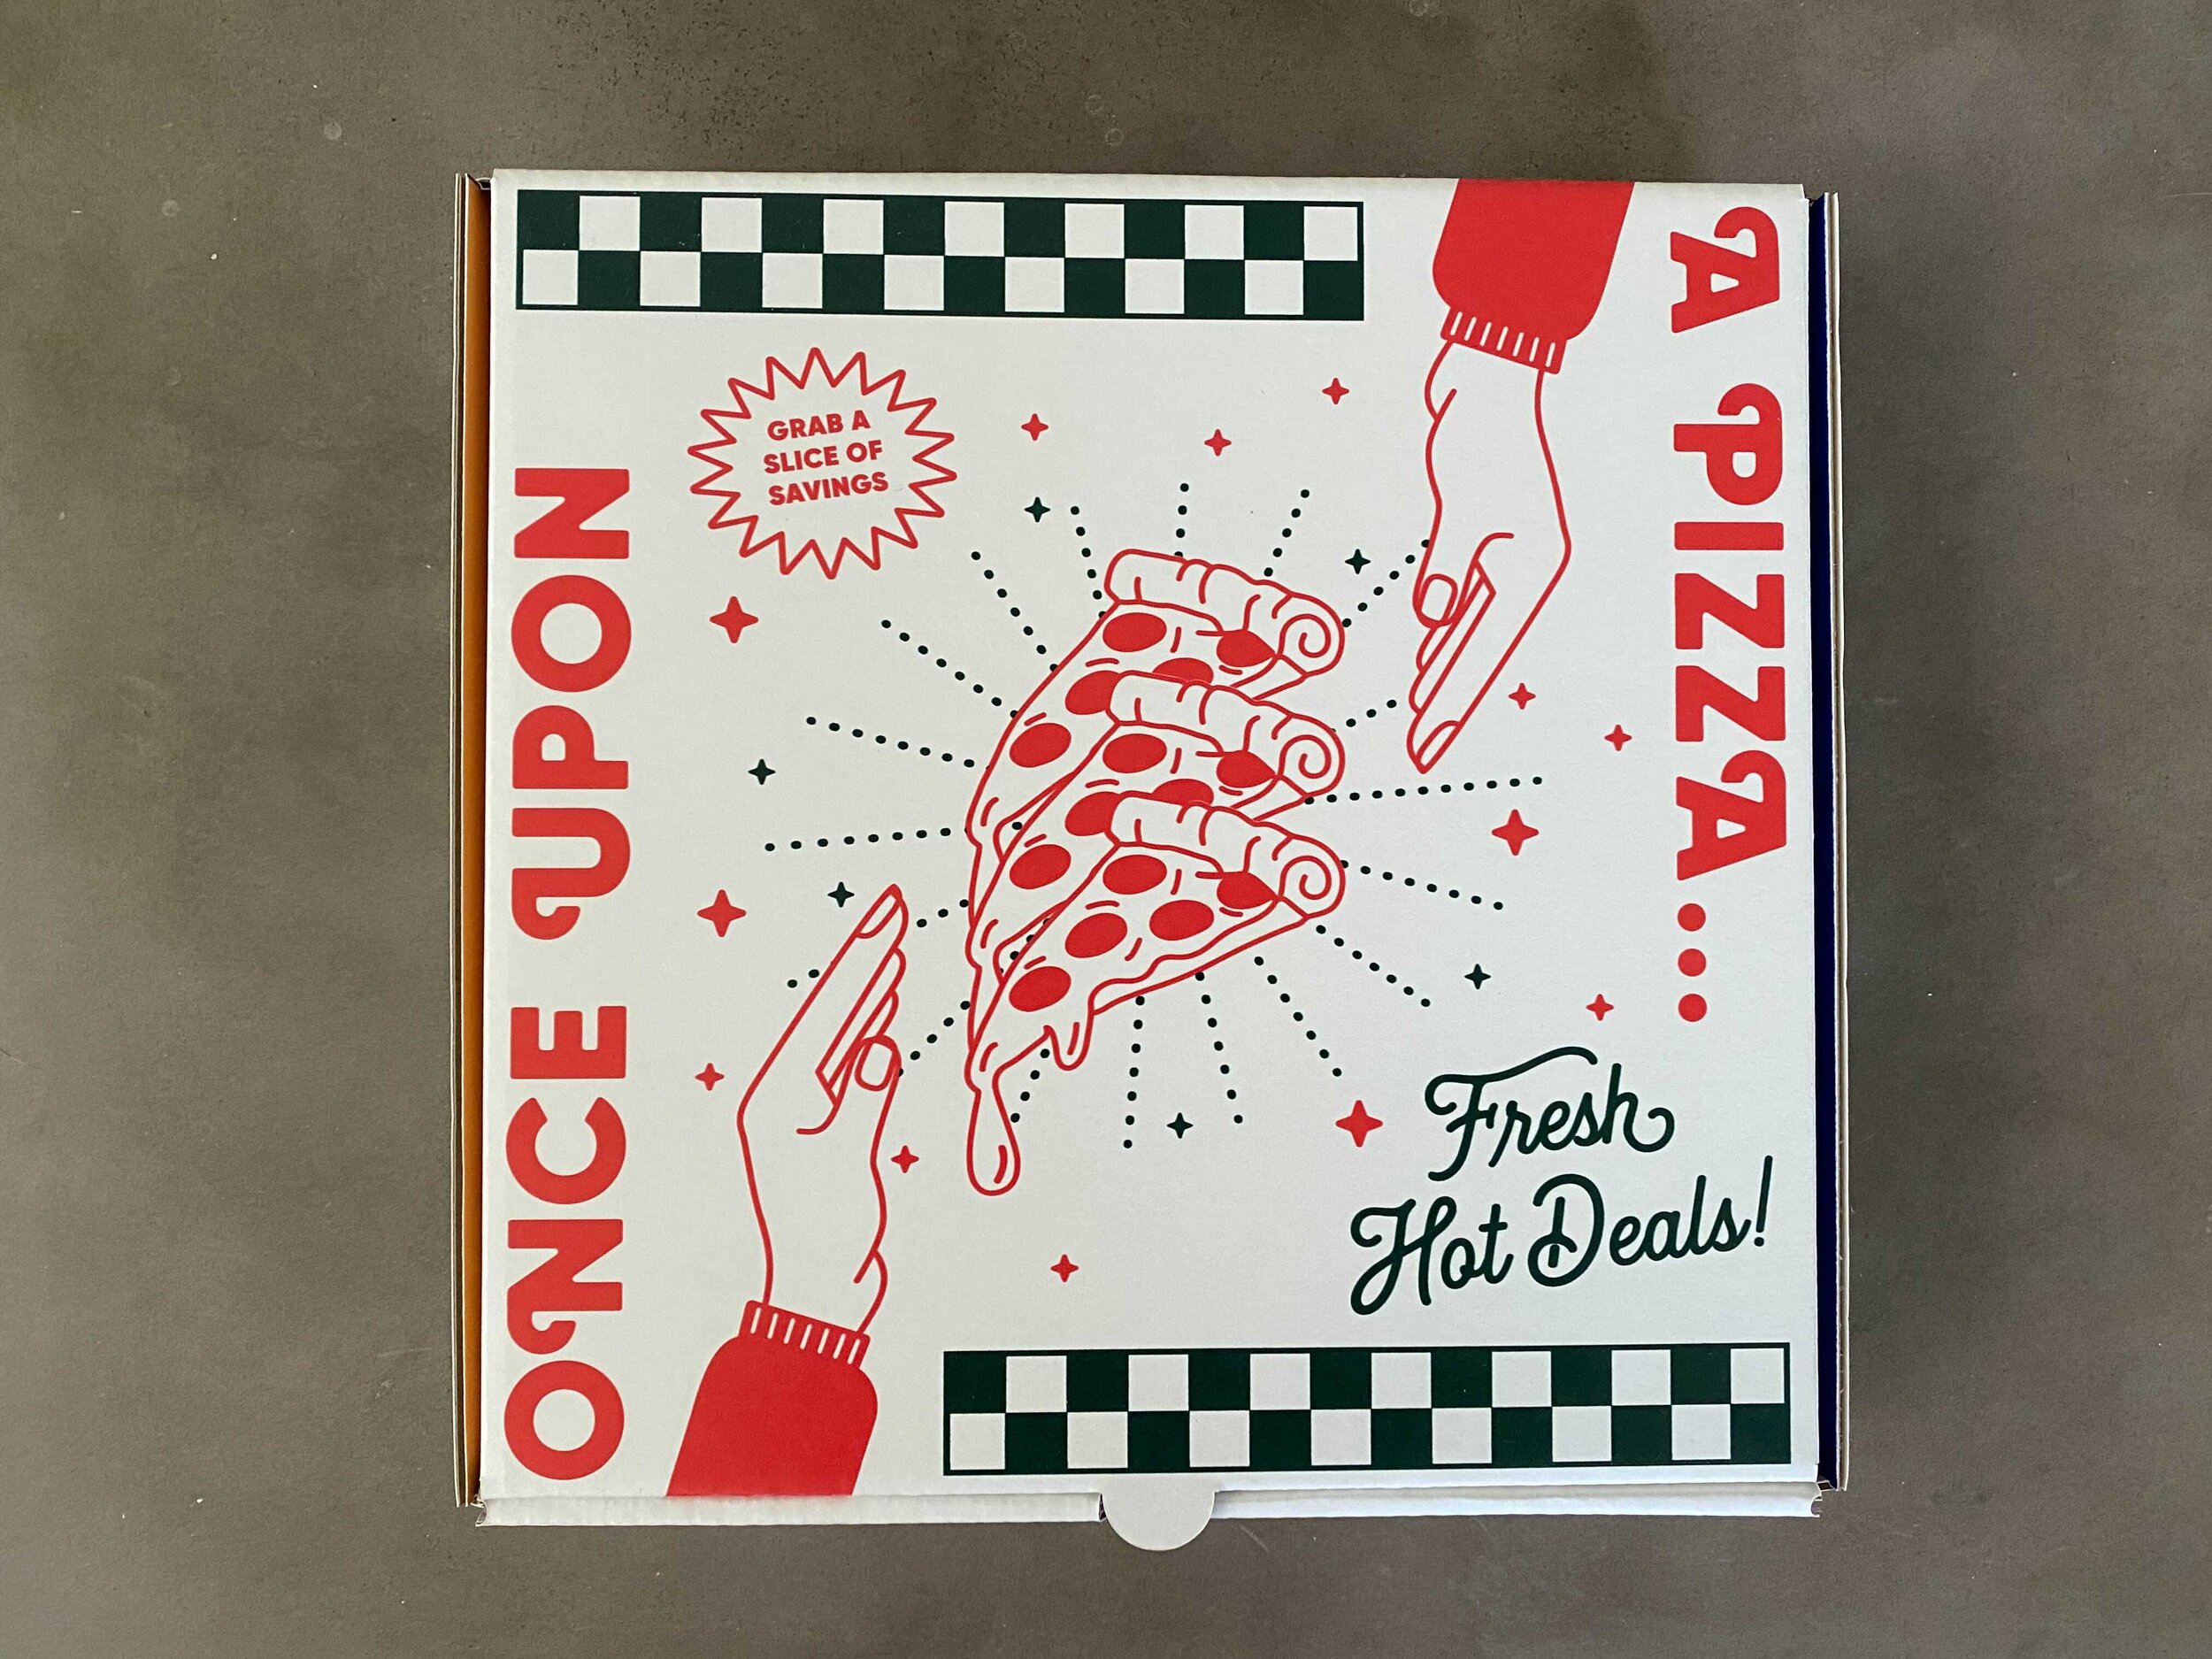 ONCE UPON
A PIZZA...
GRAB A
SLICE OF
SAVINGS
Fresh
Hot Deals!